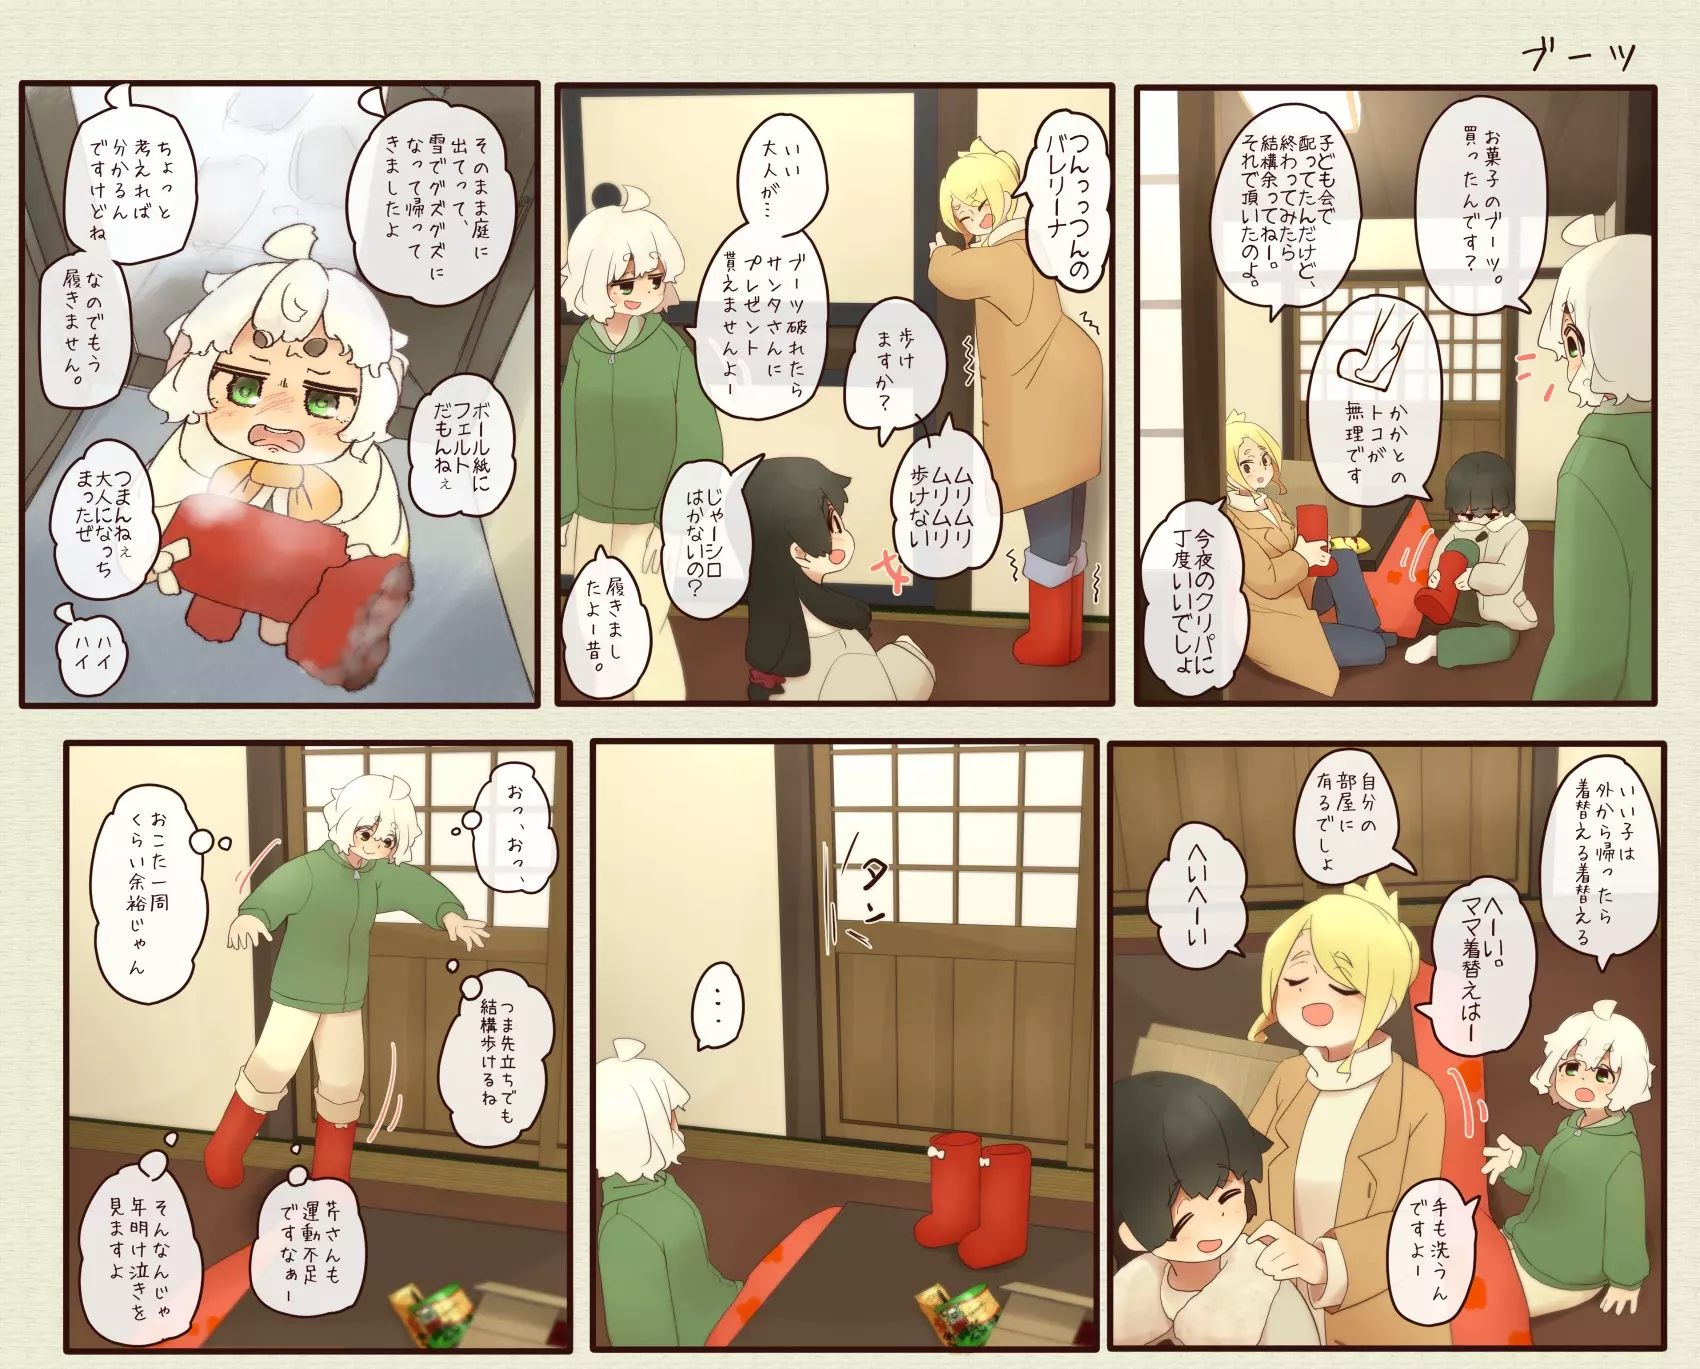 ブーツ
お菓子のブーツ。
買ったんです？
子ども会で
配ってたんだけど、
終わってみたら
結構余ってねー。
それで頂いたのよ。
かかとの
トコが
無理です
今夜のクリパに
丁度いいでしょ
つんっっつんの
バレリーナ
いい
大人が…
ブーツ破れたら
サンタさんに
プレゼント
貰えませんよー
歩け
ますか？
ムリムリ
ムリムリ
歩けない
じゃーシロ
はかないの？
履きまし
たよー昔。
そのまま庭に
出てって、
雪でグズグズに
なって帰って
きましたよ
ちょっと
考えれば
分かるん
ですけどね
なのでもう
履きません。
ボール紙に
フェルト
だもんねぇ
つまんねぇ
大人になっち
まったぜ
ハイ
ハイ
いい子は
外から帰ったら
着替える着替える
へーい。
ママ着替えはー
自分の
部屋に
有るでしょ
へいへーい
手も洗うん
ですよー
タン
・・・
おっ、おっ、
つま先立ちでも
結構歩けるね
おこた一周
くらい余裕じゃん
芹さんも
運動不足
ですなぁー
そんなんじゃ
年明け泣きを
見ますよ